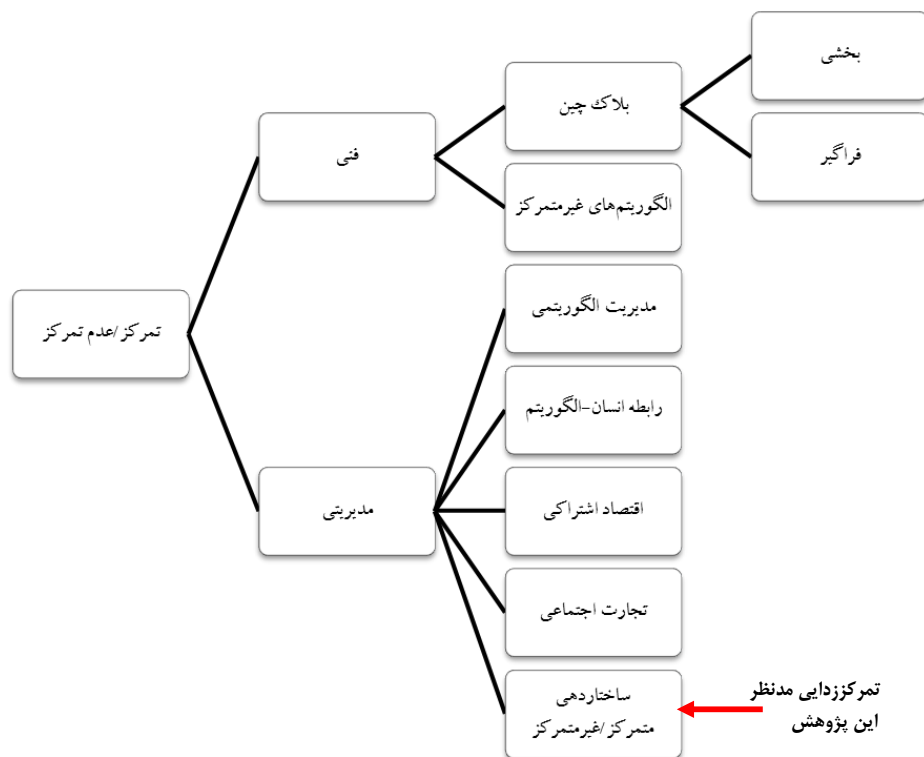 تمرکز/عدم تمرکز
فنی
بلاک چین
بخشی
فراگیر
الگوریتم‌های غیرمتمرکز
مدیریتی
مدیریت الگوریتمی
رابطه انسان-الگوریتم
اقتصاد اشتراکی
تجارت اجتماعی
ساختاردهی
متمرکز/غیرمتمرکز
تمرکززدایی مدنظر
این پژوهش